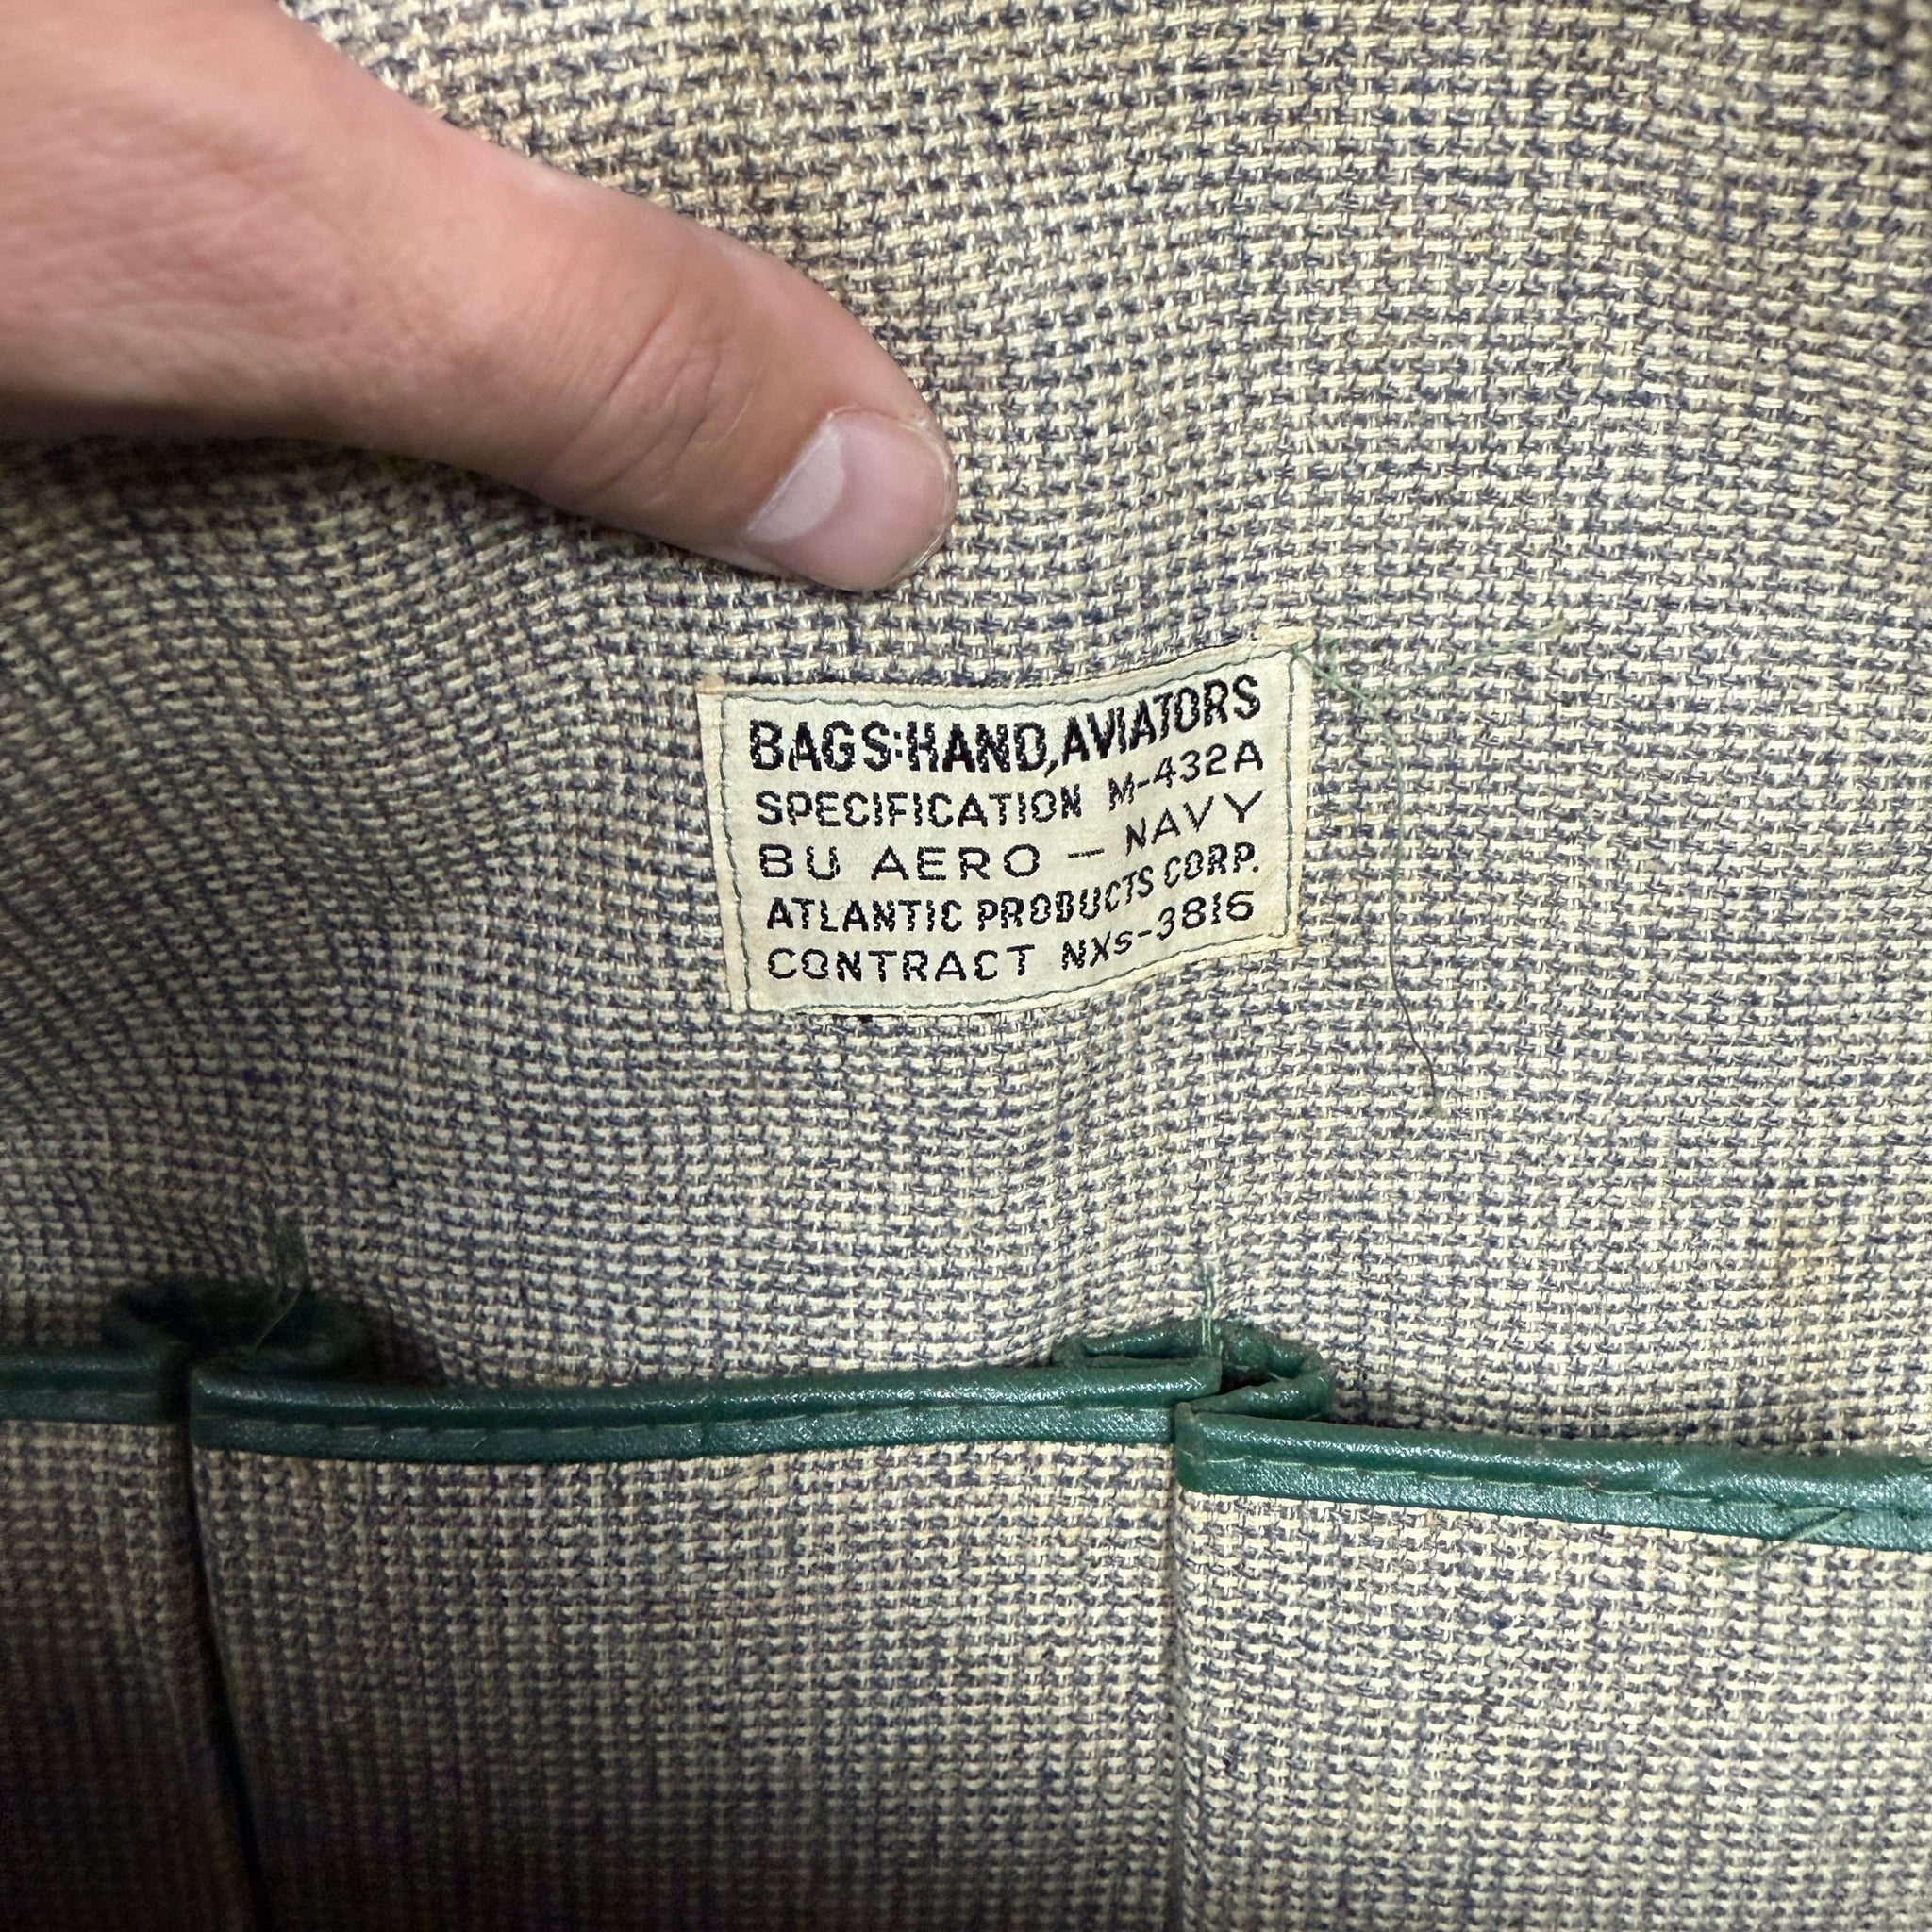 BAGS:HAND,AVIATORS
SPECIFICATION M-432A
BU AERO — NAVY
ATLANTIC PRODUCTS CORP.
CONTRACT NXs-3816